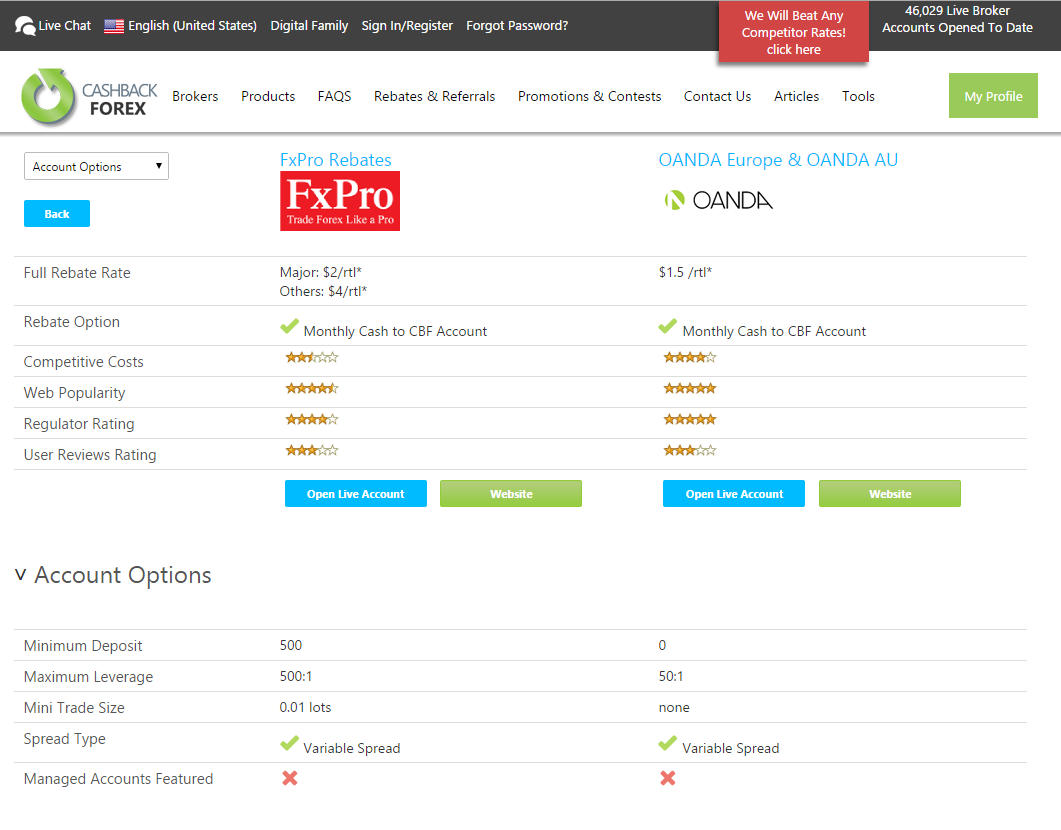 Live Chat English (United States) Digital Family Sign In/Register Forgot Password?
We Will Beat Any
Competitor Rates!
click here
46,029 Live Broker
Accounts Opened To Date
CASHBACK
FOREX
Brokers Products FAQS Rebates & Referrals Promotions & Contests Contact Us Articles Tools My Profile
Account Options
Back
FxPro Rebates
FxPro
Trade Forex Like a Pro
OANDA Europe & OANDA AU
OANDA
Full Rebate Rate Major: $2/rtl* $1.5 /rtl*
Others: $4/rtl*
Rebate Option Monthly Cash to CBF Account Monthly Cash to CBF Account
Competitive Costs
Web Popularity
Regulator Rating
User Reviews Rating
Open Live Account Website Open Live Account Website
v Account Options
Minimum Deposit 500 0
Maximum Leverage 500:1 50:1
Mini Trade Size 0.01 lots none
Spread Type Variable Spread Variable Spread
Managed Accounts Featured